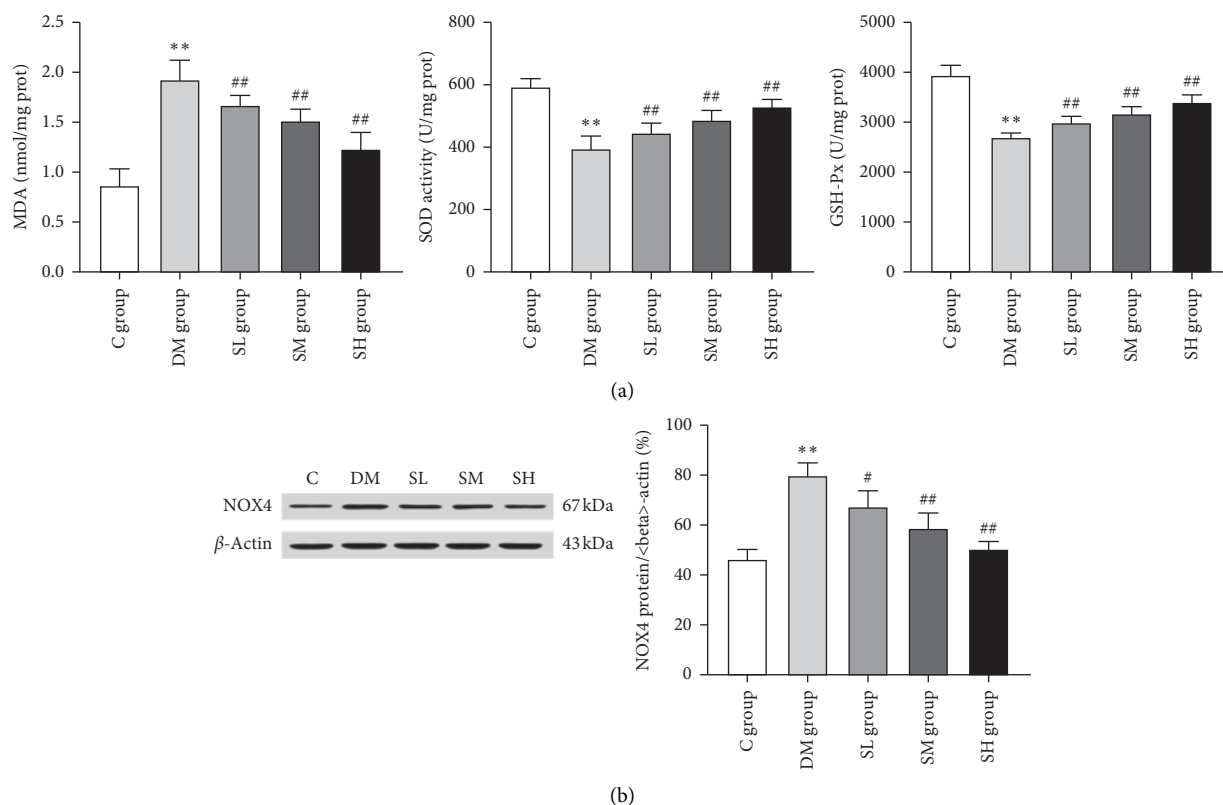 2.5
2.0
1.5
1.0
0.5
0.0
MDA (nmol/mg prot)
**
##
##
##
C group
DM group
SL group
SM group
SH group
800
600
400
200
0
SOD activity (U/mg prot)
**
##
##
##
C group
DM group
SL group
SM group
SH group
5000
4000
3000
2000
1000
0
GSH-Px (U/mg prot)
**
##
##
##
C group
DM group
SL group
SM group
SH group
(a)
C DM SL SM SH
NOX4 67 kDa
β-Actin 43 kDa
100
80
60
40
20
0
NOX4 protein/<beta>-actin (%)
**
#
##
##
C group
DM group
SL group
SM group
SH group
(b)